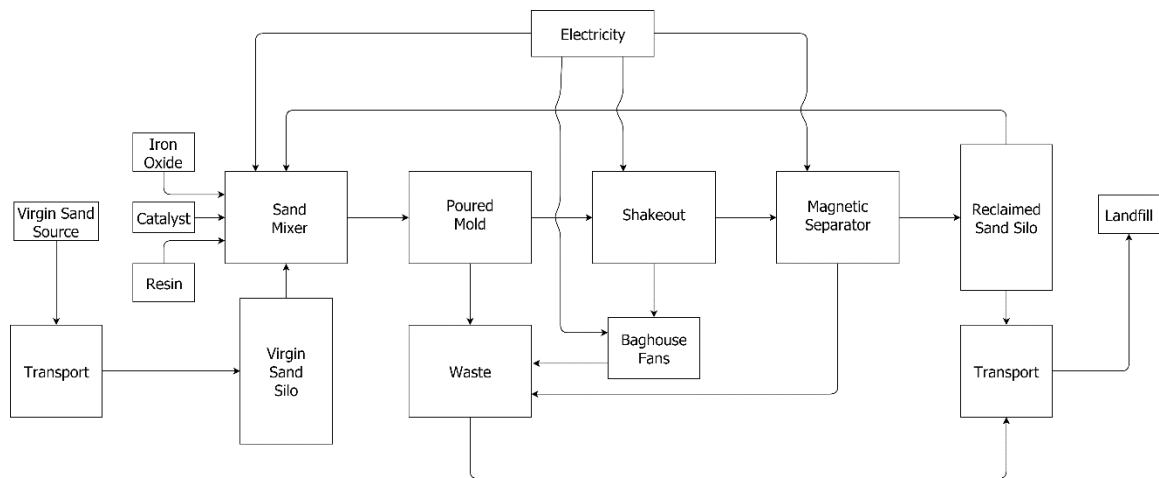 Electricity
Iron
Oxide
Virgin Sand
Source
Catalyst
Resin
Sand
Mixer
Poured
Mold
Shakeout
Magnetic
Separator
Reclaimed
Sand Silo
Landfill
Transport
Virgin
Sand
Silo
Waste
Baghouse
Fans
Transport